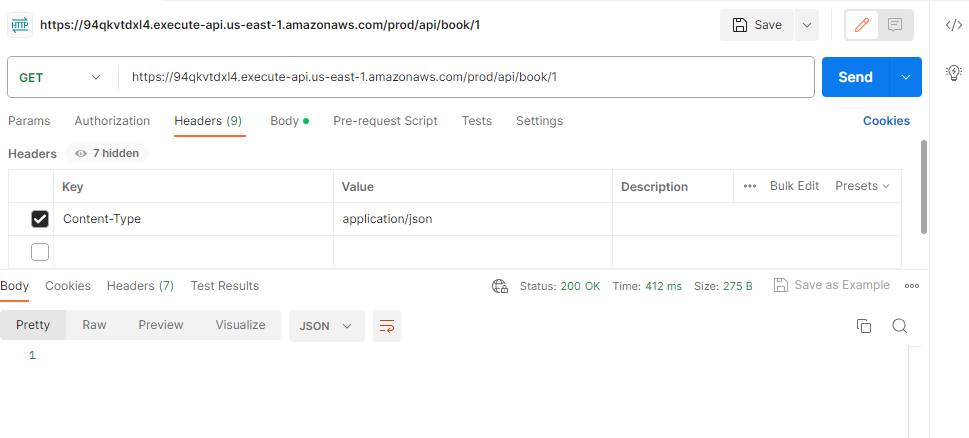 HTTP https://94qkvtdxl4.execute-api.us-east-1.amazonaws.com/prod/api/book/1 Save
GET https://94qkvtdxl4.execute-api.us-east-1.amazonaws.com/prod/api/book/1 Send
Params Authorization Headers (9) Body Pre-request Script Tests Settings Cookies
Headers 7 hidden
Key Value Description Bulk Edit Presets
Content-Type application/json
Body Cookies Headers (7) Test Results Status: 200 OK Time: 412 ms Size: 275 B Save as Example
Pretty Raw Preview Visualize JSON
1